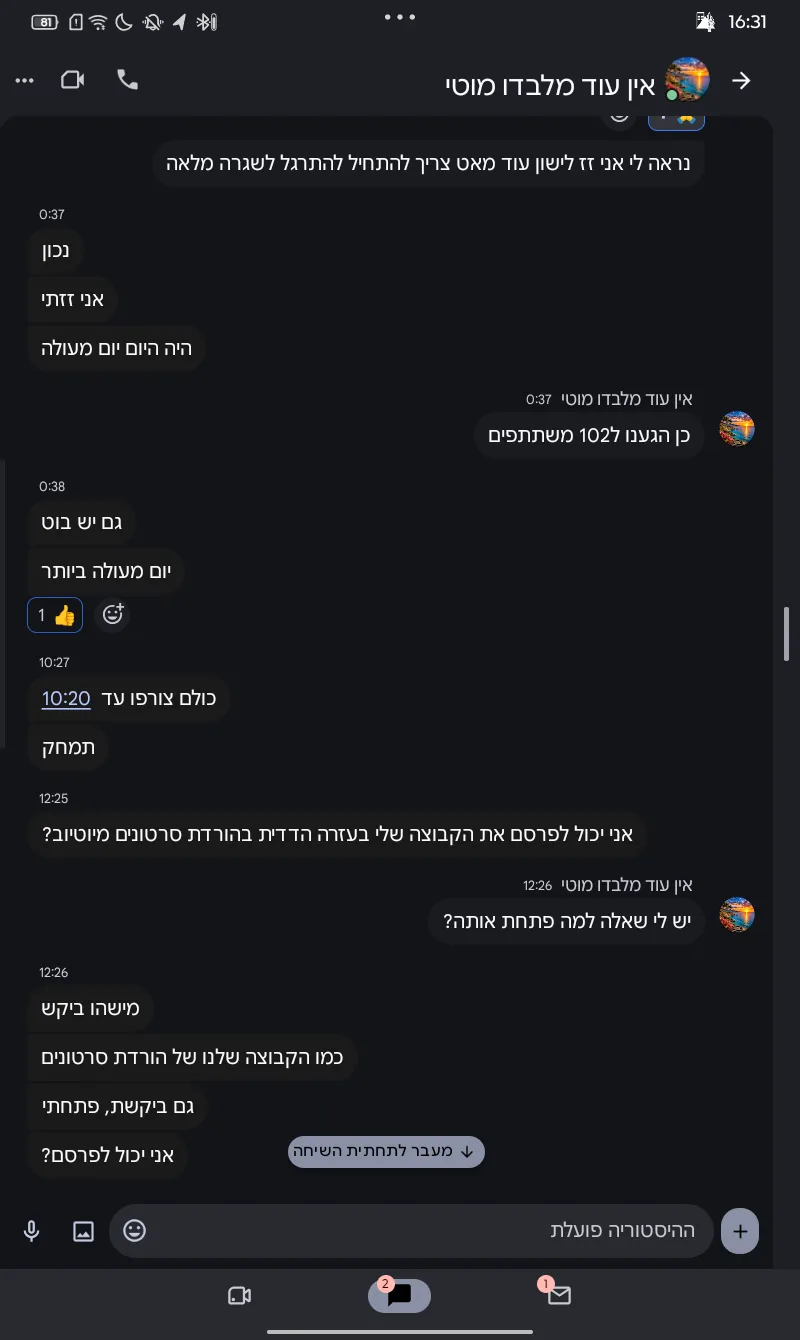 81
16:31
אין עוד מלבדו מוטי
1
נראה לי אני זז לישון עוד מאט צריך להתחיל להתרגל לשגרה מלאה
0:37
נכון
אני זזתי
היה היום יום מעולה
אין עוד מלבדו מוטי 0:37
כן הגענו ל102 משתתפים
0:38
גם יש בוט
יום מעולה ביותר
👍 1
10:27
כולם צורפו עד 10:20
תמחק
12:25
אני יכול לפרסם את הקבוצה שלי בעזרה הדדית בהורדת סרטונים מיוטיוב?
אין עוד מלבדו מוטי 12:26
יש לי שאלה למה פתחת אותה?
12:26
מישהו ביקש
כמו הקבוצה שלנו של הורדת סרטונים
גם ביקשת, פתחתי
אני יכול לפרסם?
מעבר לתחתית השיחה
ההיסטוריה פועלת
2
1